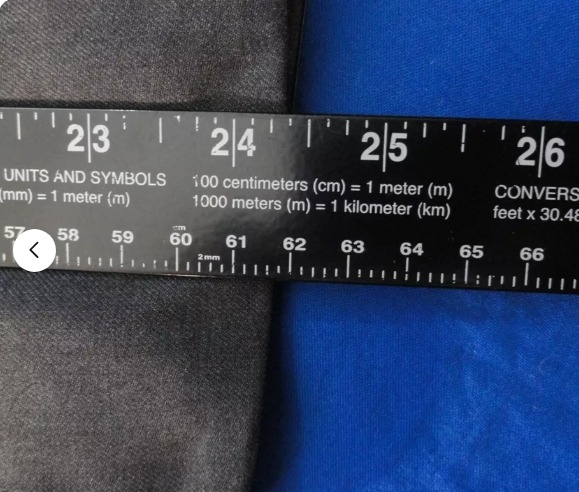 23 24 25 26
UNITS AND SYMBOLS 100 centimeters (cm) = 1 meter (m) CONVERS
(mm) = 1 meter (m) 1000 meters (m) = 1 kilometer (km) feet x 30.48
cm
57 58 59 60 61 62 63 64 65 66
2mm